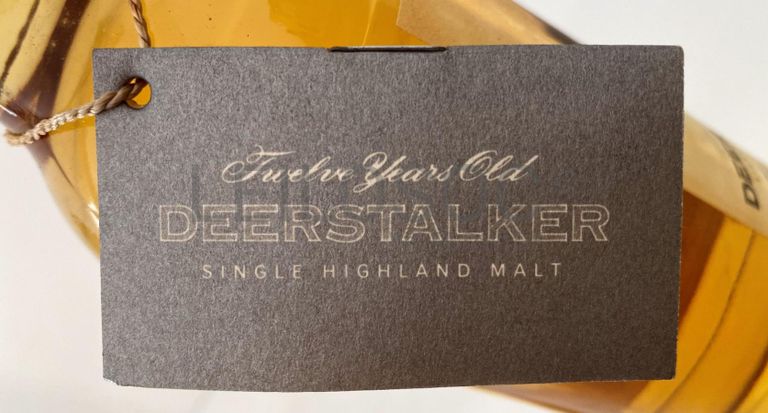 Twelve Years Old
DEERSTALKER
SINGLE HIGHLAND MALT